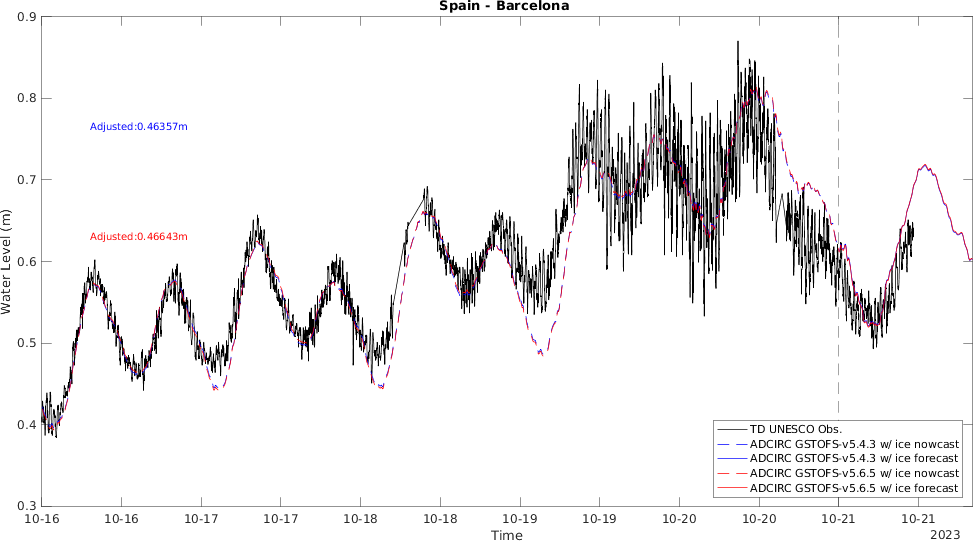 Spain - Barcelona
0.9
0.8
0.7
0.6
0.5
0.4
0.3
Water Level (m)
Adjusted:0.46357m
Adjusted:0.46643m
TD UNESCO Obs.
ADCIRC GSTOFS-v5.4.3 w/ ice nowcast
ADCIRC GSTOFS-v5.4.3 w/ ice forecast
ADCIRC GSTOFS-v5.6.5 w/ ice nowcast
ADCIRC GSTOFS-v5.6.5 w/ ice forecast
10-16 10-16 10-17 10-17 10-18 10-18 10-19 10-19 10-20 10-20 10-21 10-21
Time
2023